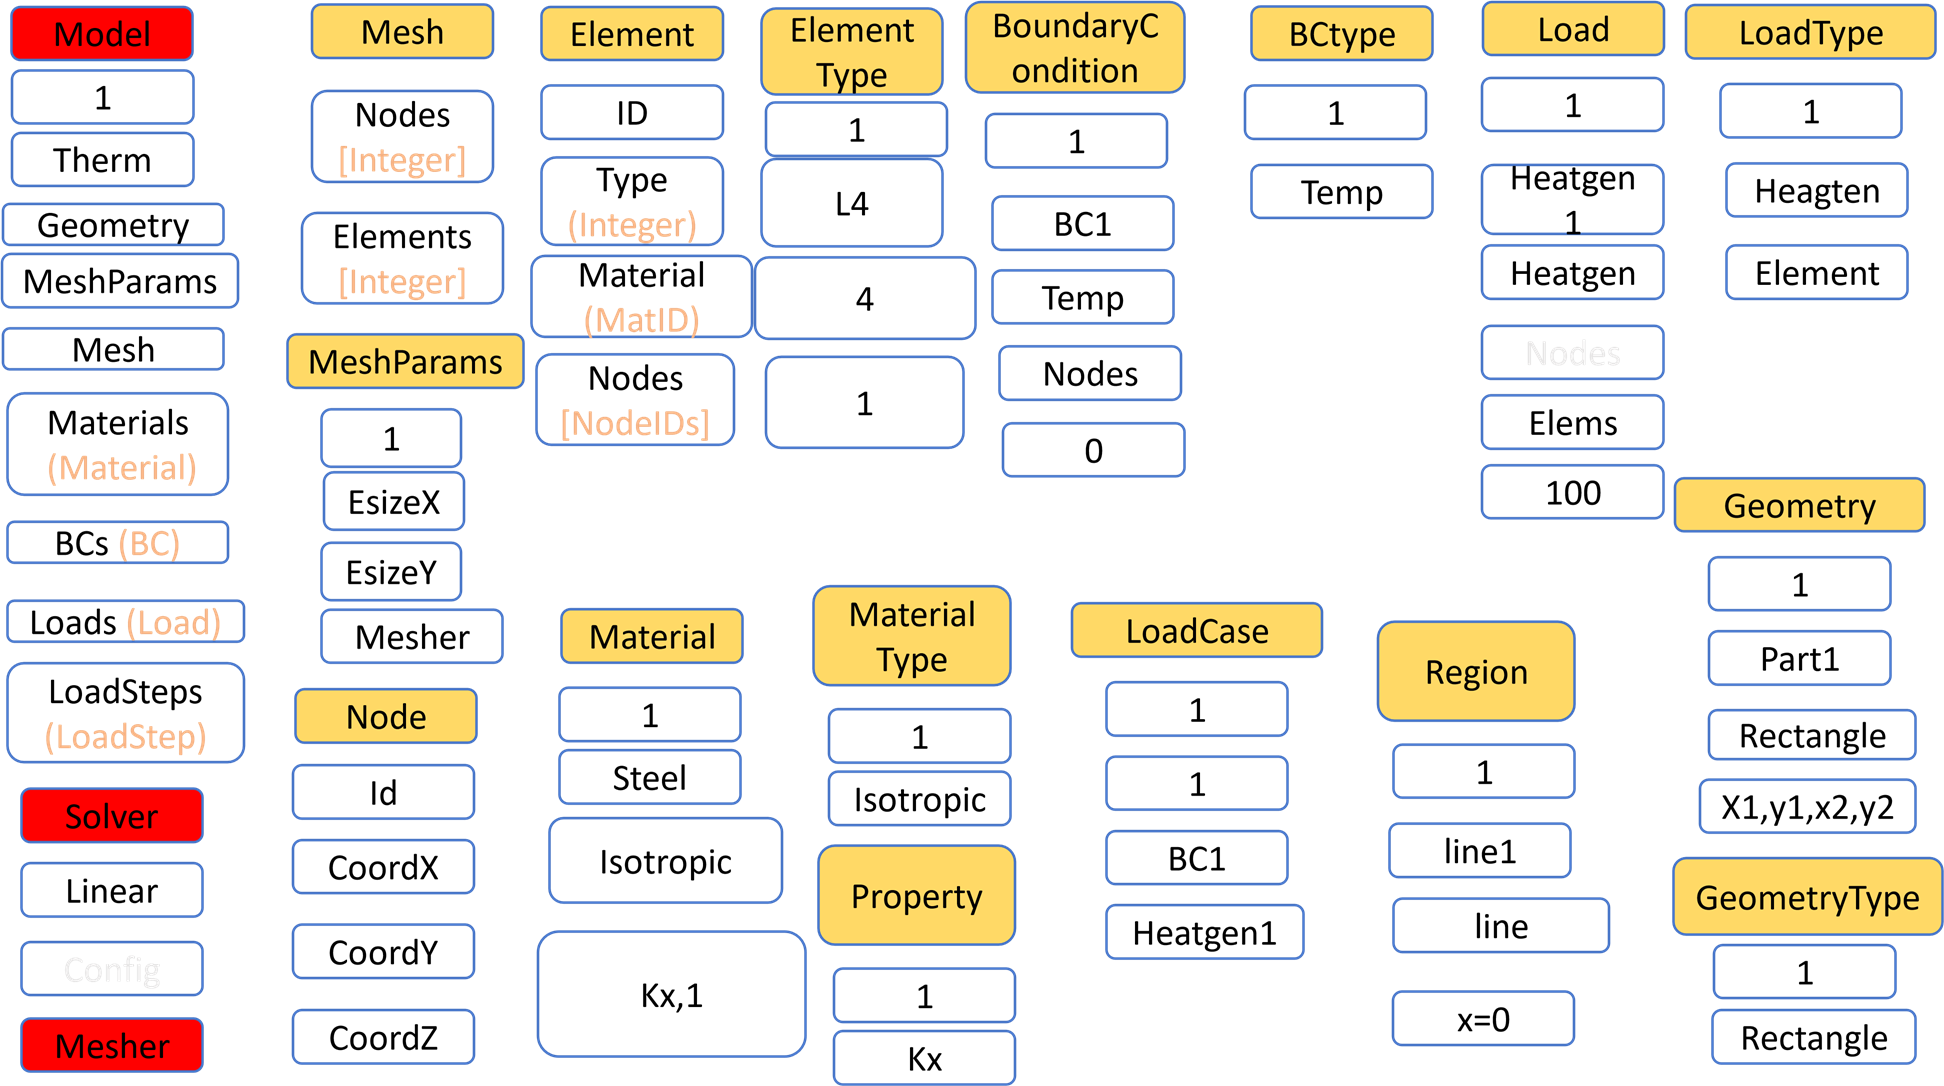 Model
1
Therm
Geometry
MeshParams
Mesh
Materials
(Material)
BCs (BC)
Loads (Load)
LoadSteps
(LoadStep)
Solver
Linear
Config
Mesher
Mesh
Nodes
[Integer]
Elements
[Integer]
MeshParams
1
EsizeX
EsizeY
Mesher
Node
Id
CoordX
CoordY
CoordZ
Element
ID
Type
(Integer)
Material
(MatID)
Nodes
[NodeIDs]
Element
Type
1
L4
4
1
BoundaryC
ondition
1
BC1
Temp
Nodes
0
BCtype
1
Temp
Load
1
Heatgen
1
Heatgen
Nodes
Elems
100
LoadType
1
Heagten
Element
Material
1
Steel
Isotropic
Kx,1
Material
Type
1
Isotropic
Property
1
Kx
LoadCase
1
1
BC1
Heatgen1
Region
1
line1
line
x=0
Geometry
1
Part1
Rectangle
X1,y1,x2,y2
GeometryType
1
Rectangle